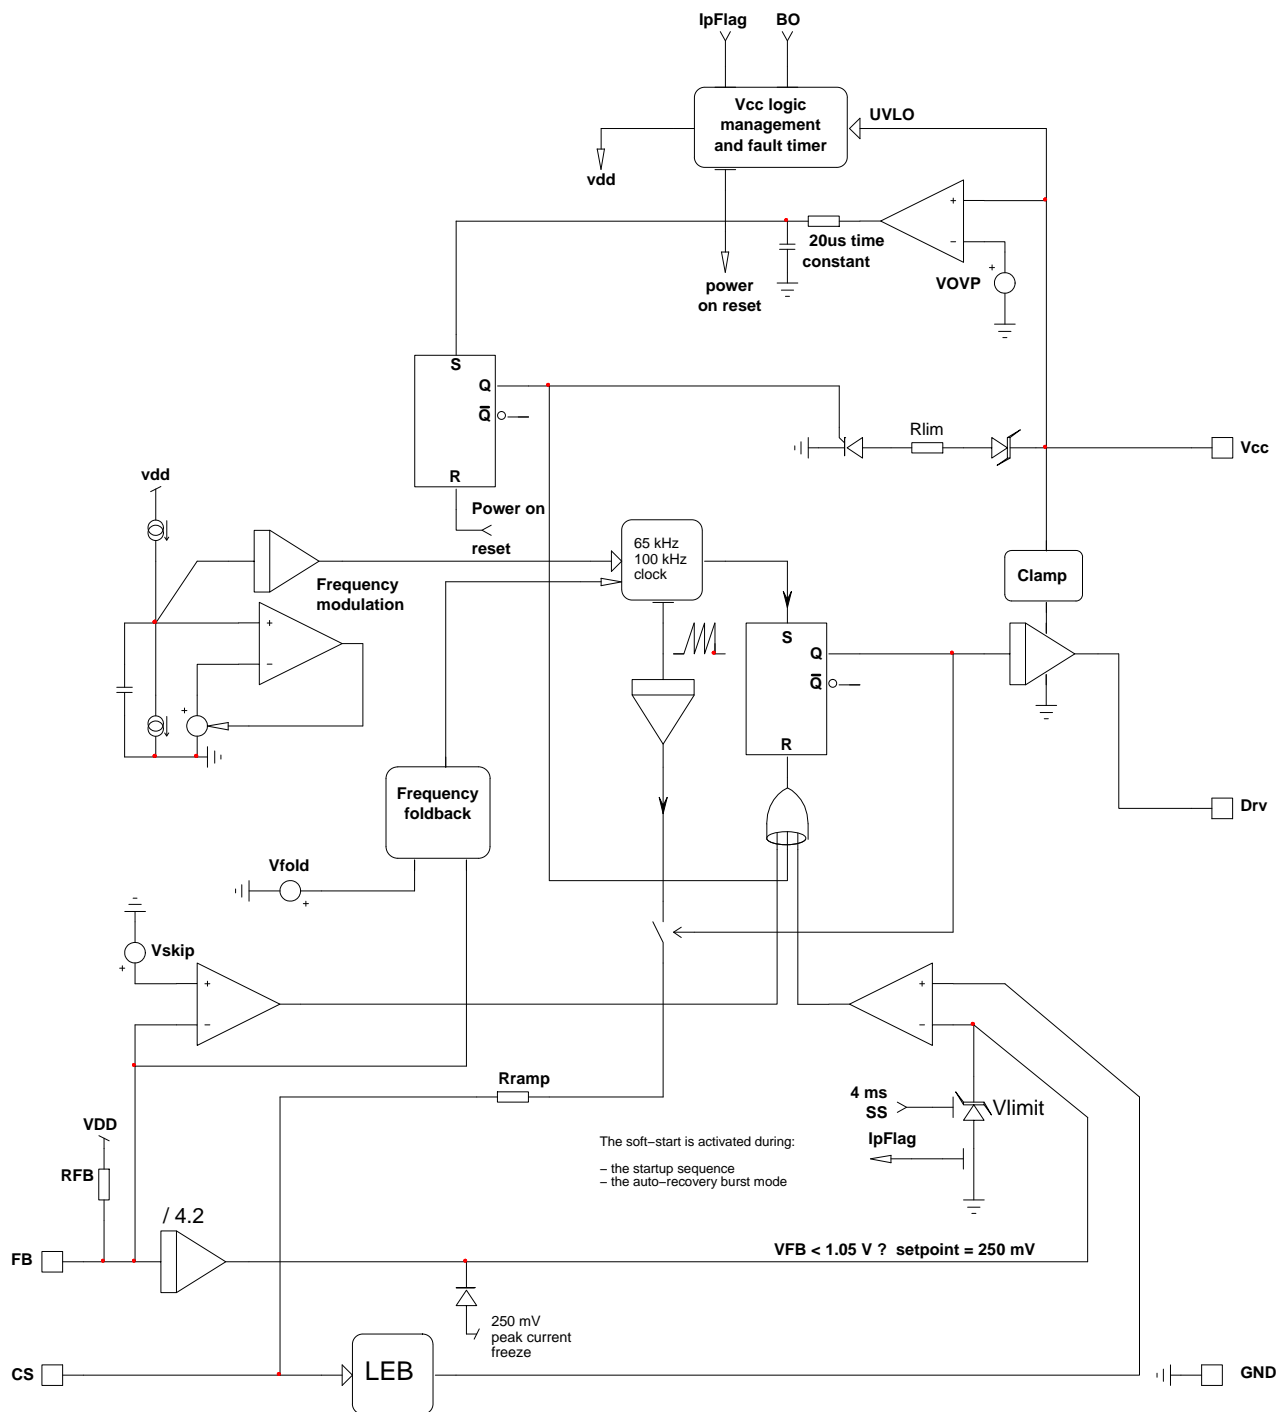 IpFlag
BO
Vcc logic
management
and fault timer
UVLO
vdd
+
−
20us time
constant
+
VOVP
power
on reset
S
Q
Q
R
Rlim
Vcc
vdd
Power on
reset
65 kHz
100 kHz
clock
Frequency
modulation
Clamp
+
−
+
S
Q
Q
R
Frequency
foldback
Drv
Vfold
+
Vskip
+
+
−
+
−
Rramp
4 ms
SS
Vlimit
VDD
IpFlag
RFB
The soft−start is activated during:
− the startup sequence
− the auto−recovery burst mode
/ 4.2
FB
VFB < 1.05 V ? setpoint = 250 mV
250 mV
peak current
freeze
CS
LEB
GND